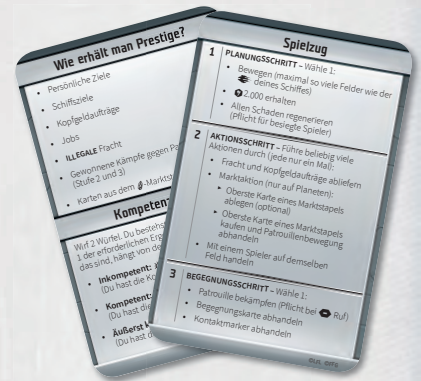 Wie erhält man Prestige?
• Persönliche Ziele
• Schiffsziele
• Kopfgeldaufträge
• Jobs
• ILLEGALE Fracht
• Gewonnene Kämpfe gegen
(Stufe 2 und 3)
• Karten aus dem -Marktst
Kompeten
Wirf 2 Würfel. Du bestehs
1 der erforderlichen Erg
das sind, hängt von de
• Inkompetent:
(Du hast die Ko
• Kompetent:
(Du hast die
• Äußerst k
(Du hast d
Spielzug
1 PLANUNGSSCHRITT – Wähle 1:
• Bewegen (maximal so viele Felder wie der
deines Schiffes)
• 2.000 erhalten
• Allen Schaden regenerieren
(Pflicht für besiegte Spieler)
2 AKTIONSSCHRITT – Führe beliebig viele
Aktionen durch (jede nur ein Mal):
• Fracht und Kopfgeldaufträge abliefern
• Marktaktion (nur auf Planeten):
▸ Oberste Karte eines Marktstapels
ablegen (optional)
▸ Oberste Karte eines Marktstapels
kaufen und Patrouillenbewegung
abhandeln
• Mit einem Spieler auf demselben
Feld handeln
3 BEGEGNUNGSSCHRITT – Wähle 1:
• Patrouille bekämpfen (Pflicht bei Ruf)
• Begegnungskarte abhandeln
• Kontaktmarker abhandeln